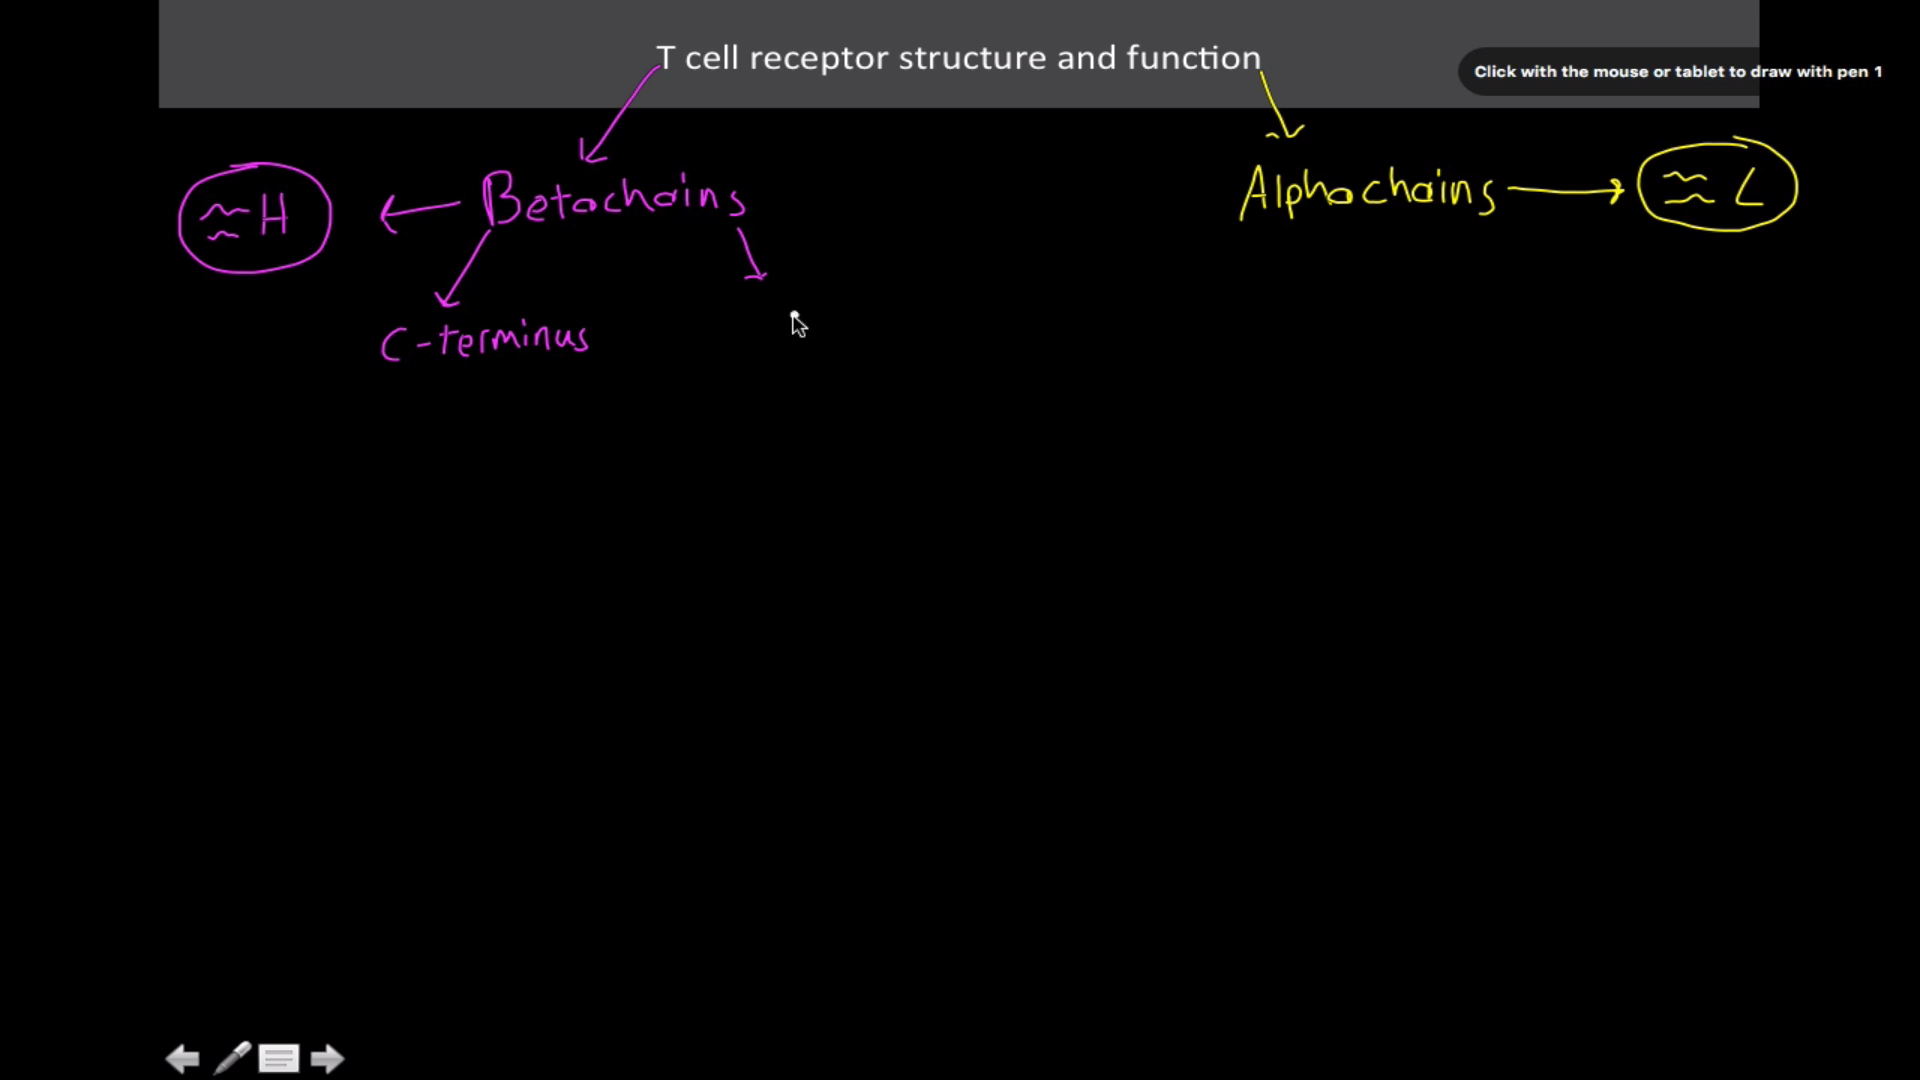 T cell receptor structure and function
Click with the mouse or tablet to draw with pen 1
≈ H
Betachains
Alphachains
≈ L
C-terminus